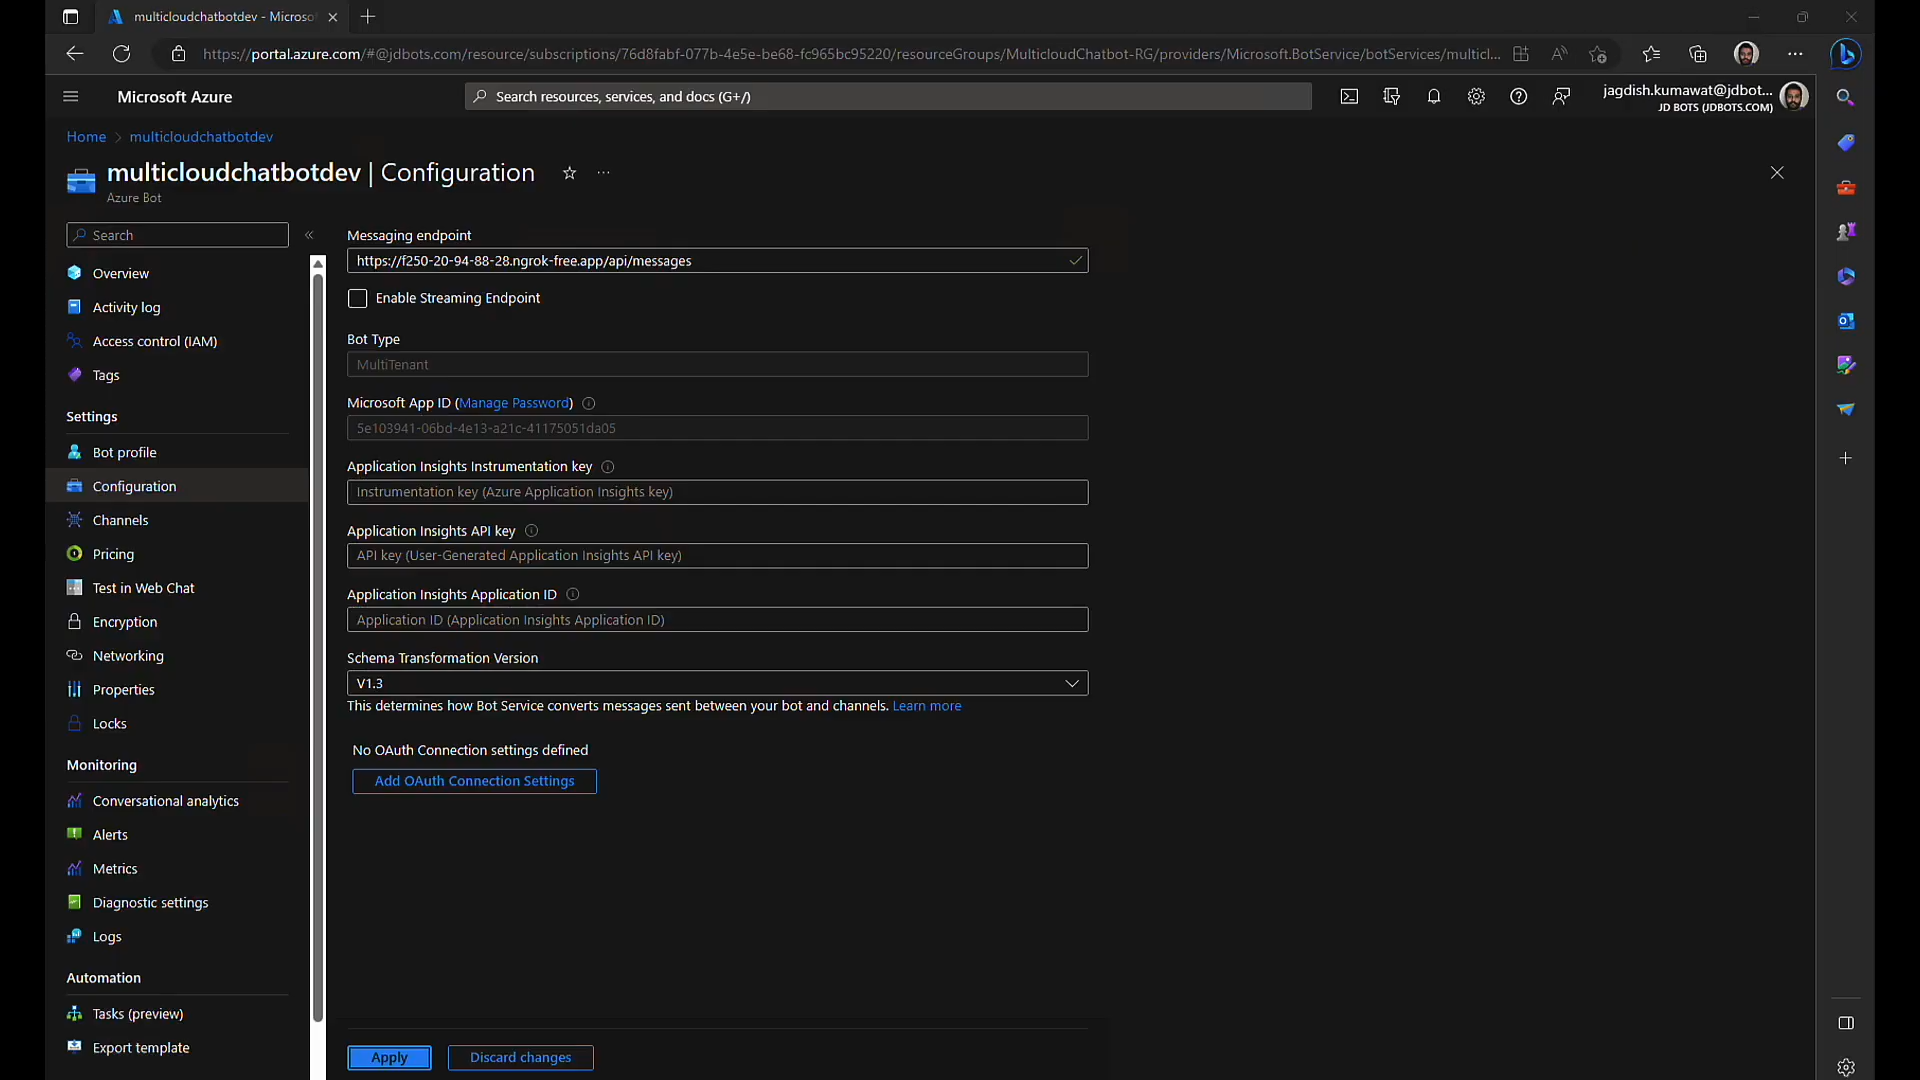 multicloudchatbotdev - Microso
https://portal.azure.com/#@jdbots.com/resource/subscriptions/76d8fabf-077b-4e5e-be68-fc965bc95220/resourceGroups/MulticloudChatbot-RG/providers/Microsoft.BotService/botServices/multicl...
Microsoft Azure
Search resources, services, and docs (G+/)
jagdish.kumawat@jdbot...
JD BOTS (JDBOTS.COM)
Home > multicloudchatbotdev
multicloudchatbotdev | Configuration
Azure Bot
Search
Overview
Activity log
Access control (IAM)
Tags
Settings
Bot profile
Configuration
Channels
Pricing
Test in Web Chat
Encryption
Networking
Properties
Locks
Monitoring
Conversational analytics
Alerts
Metrics
Diagnostic settings
Logs
Automation
Tasks (preview)
Export template
Messaging endpoint
https://f250-20-94-88-28.ngrok-free.app/api/messages
Enable Streaming Endpoint
Bot Type
MultiTenant
Microsoft App ID (Manage Password)
5e103941-06bd-4e13-a21c-41175051da05
Application Insights Instrumentation key
Instrumentation key (Azure Application Insights key)
Application Insights API key
API key (User-Generated Application Insights API key)
Application Insights Application ID
Application ID (Application Insights Application ID)
Schema Transformation Version
V1.3
This determines how Bot Service converts messages sent between your bot and channels. Learn more
No OAuth Connection settings defined
Add OAuth Connection Settings
Apply
Discard changes